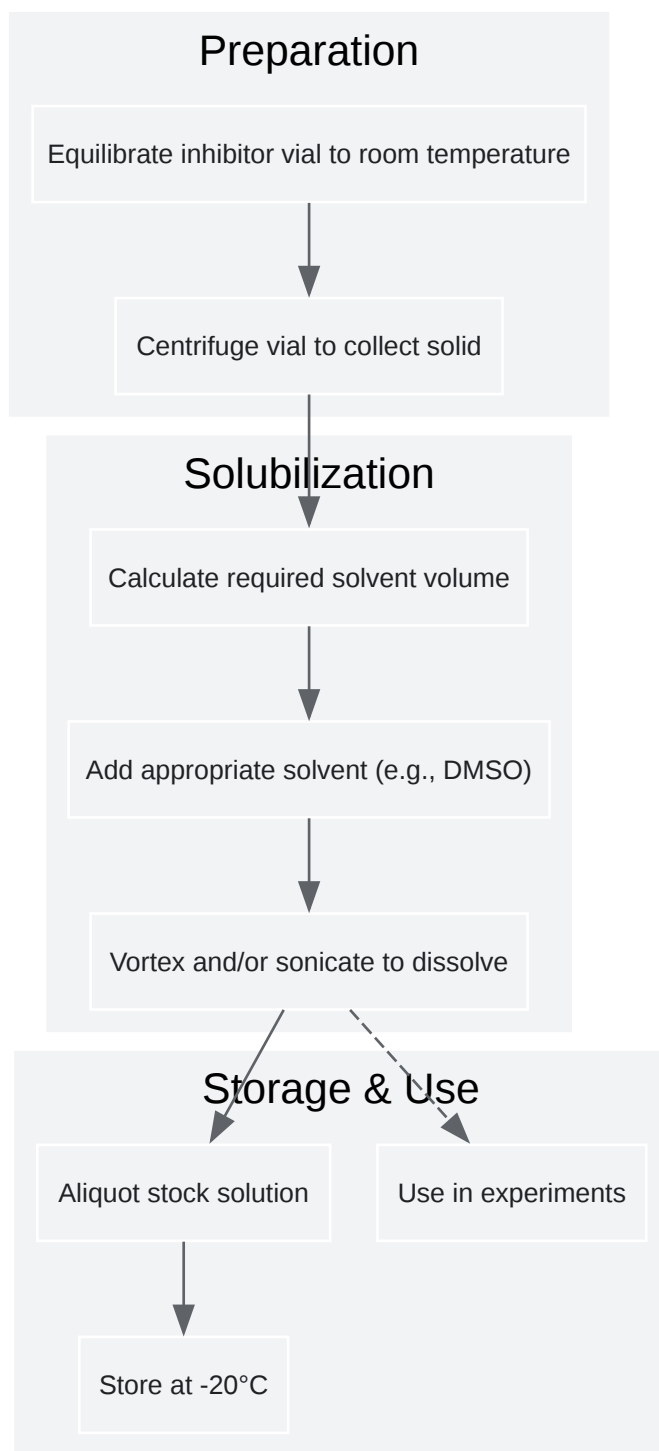 Preparation
Equilibrate inhibitor vial to room temperature
Centrifuge vial to collect solid
Solubilization
Calculate required solvent volume
Add appropriate solvent (e.g., DMSO)
Vortex and/or sonicate to dissolve
Storage & Use
Aliquot stock solution
Use in experiments
Store at -20°C